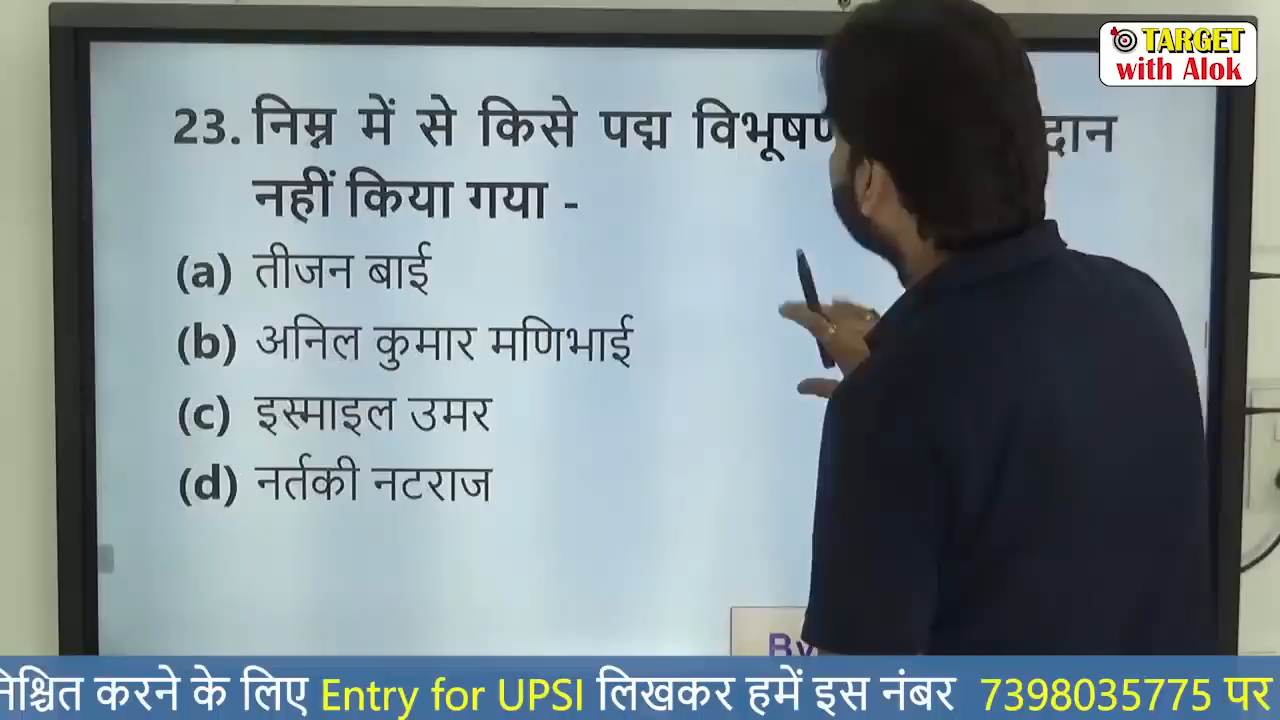 TARGET
with Alok
23. निम्न में से किसे पद्म विभूषण दान
नहीं किया गया -
(a) तीजन बाई
(b) अनिल कुमार मणिभाई
(c) इस्माइल उमर
(d) नर्तकी नटराज
By
निश्चित करने के लिए Entry for UPSI लिखकर हमें इस नंबर 7398035775 पर